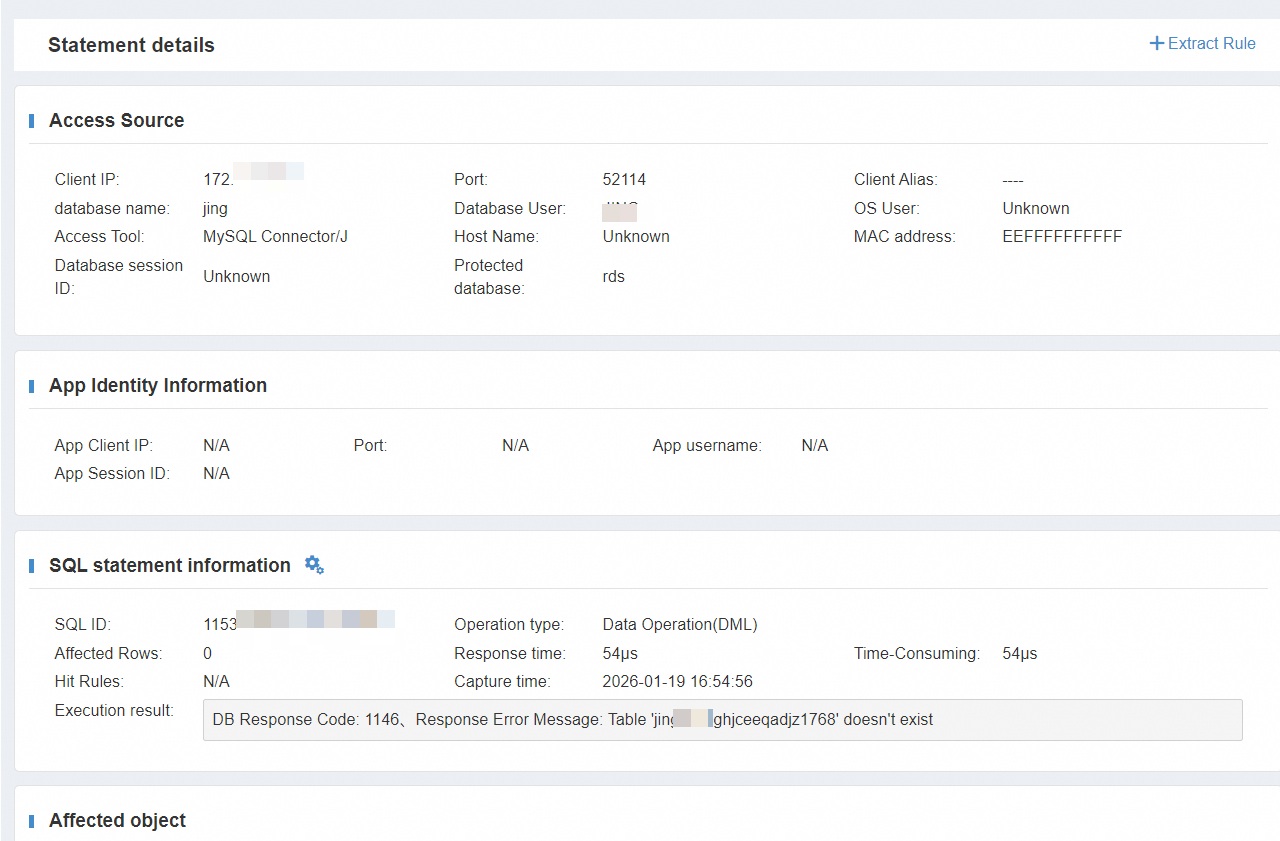 Statement details
Extract Rule
Access Source
Client IP: 172. Port: 52114 Client Alias: ----
database name: jing Database User: OS User: Unknown
Access Tool: MySQL Connector/J Host Name: Unknown MAC address: EEFFFFFFFFFF
Database session ID: Unknown Protected database: rds
App Identity Information
App Client IP: N/A Port: N/A App username: N/A
App Session ID: N/A
SQL statement information
SQL ID: 1153 Operation type: Data Operation(DML)
Affected Rows: 0 Response time: 54μs Time-Consuming: 54μs
Hit Rules: N/A Capture time: 2026-01-19 16:54:56
Execution result: DB Response Code: 1146、Response Error Message: Table 'jing ghjceeqadjz1768' doesn't exist
Affected object